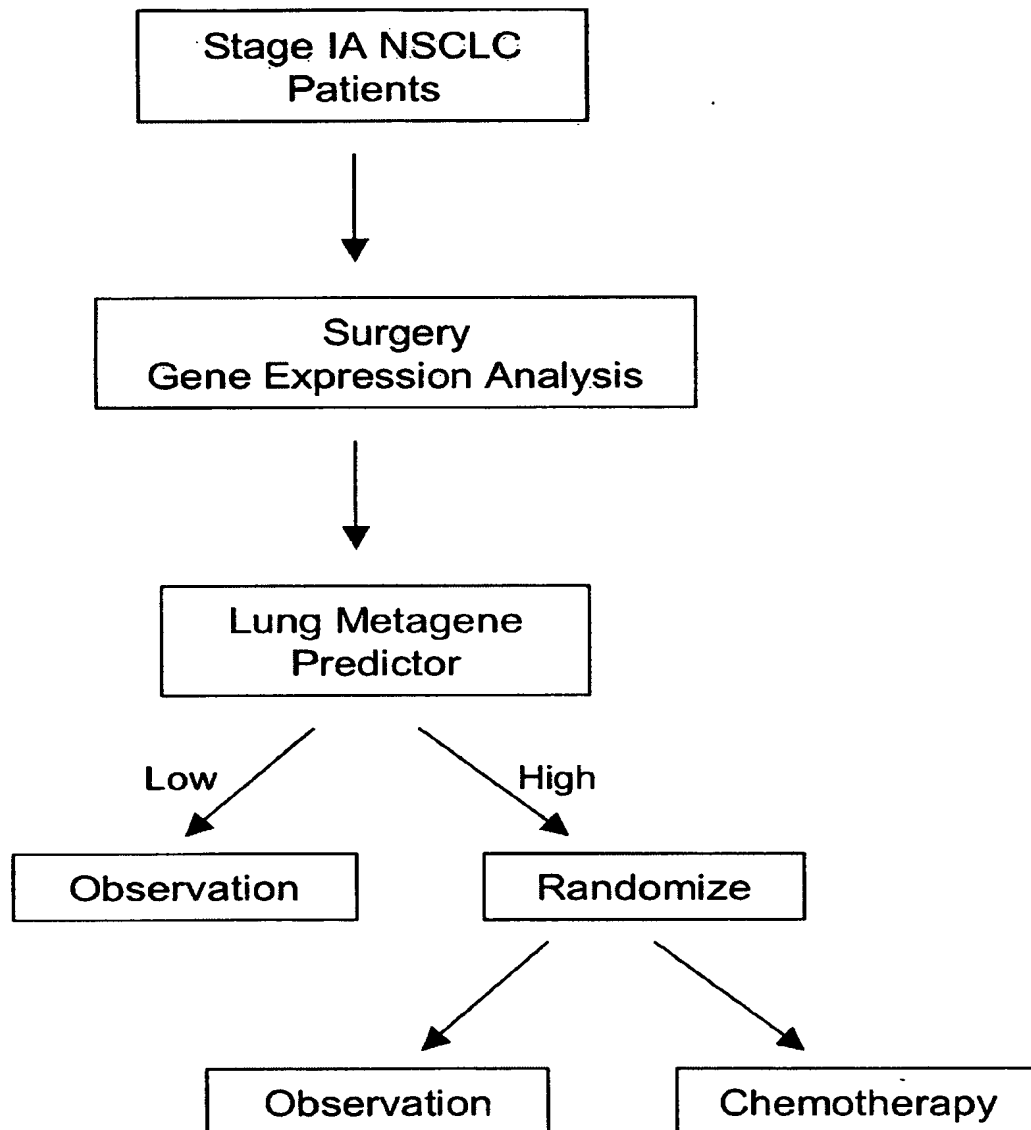 Stage IA NSCLC
Patients
Surgery
Gene Expression Analysis
Lung Metagene
Predictor
Low
High
Observation
Randomize
Observation
Chemotherapy